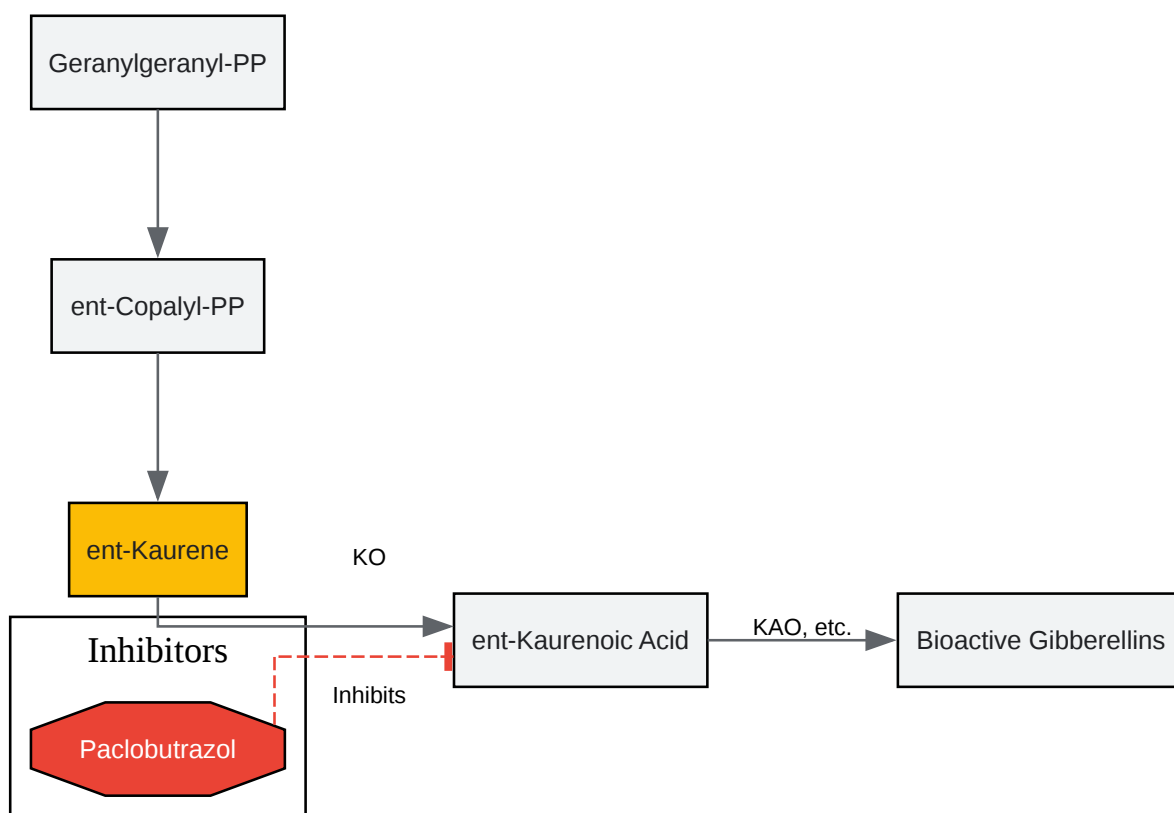 Geranylgeranyl-PP
ent-Copalyl-PP
ent-Kaurene
KO
ent-Kaurenoic Acid
KAO, etc.
Bioactive Gibberellins
Inhibitors
Inhibits
Paclobutrazol